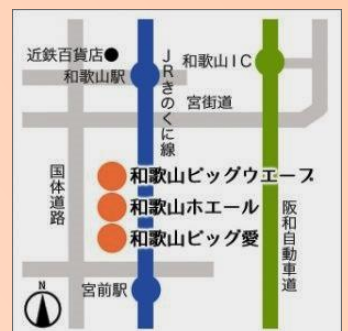 近鉄百貨店●
和歌山駅
JRきのくに線
和歌山IC
宮街道
国体道路
和歌山ビッグウエーブ
和歌山ホエール
和歌山ビッグ愛
阪和自動車道
宮前駅
N